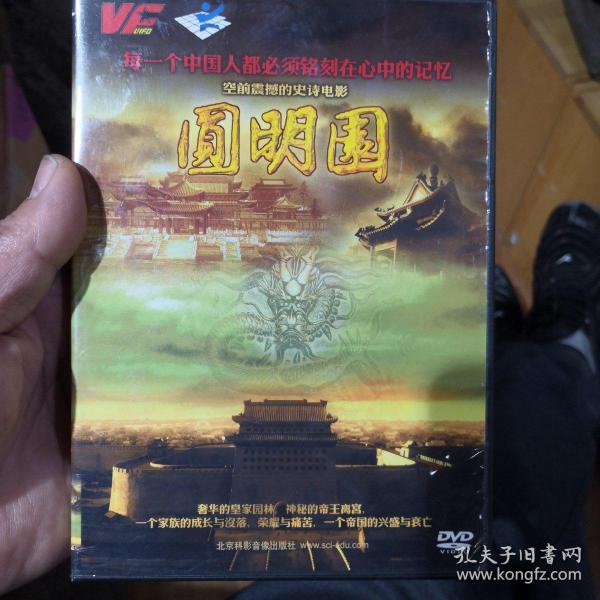 VF
VIFO
每一个中国人都必须铭刻在心中的记忆
空前震撼的史诗电影
圆明园
奢华的皇家园林，神秘的帝王离宫，
一个家族的成长与没落，荣耀与痛苦，一个帝国的兴盛与衰亡
北京科影音像出版社 www.sci-edu.com
DVD
VIDEO
孔夫子旧書网
www.kongfz.com